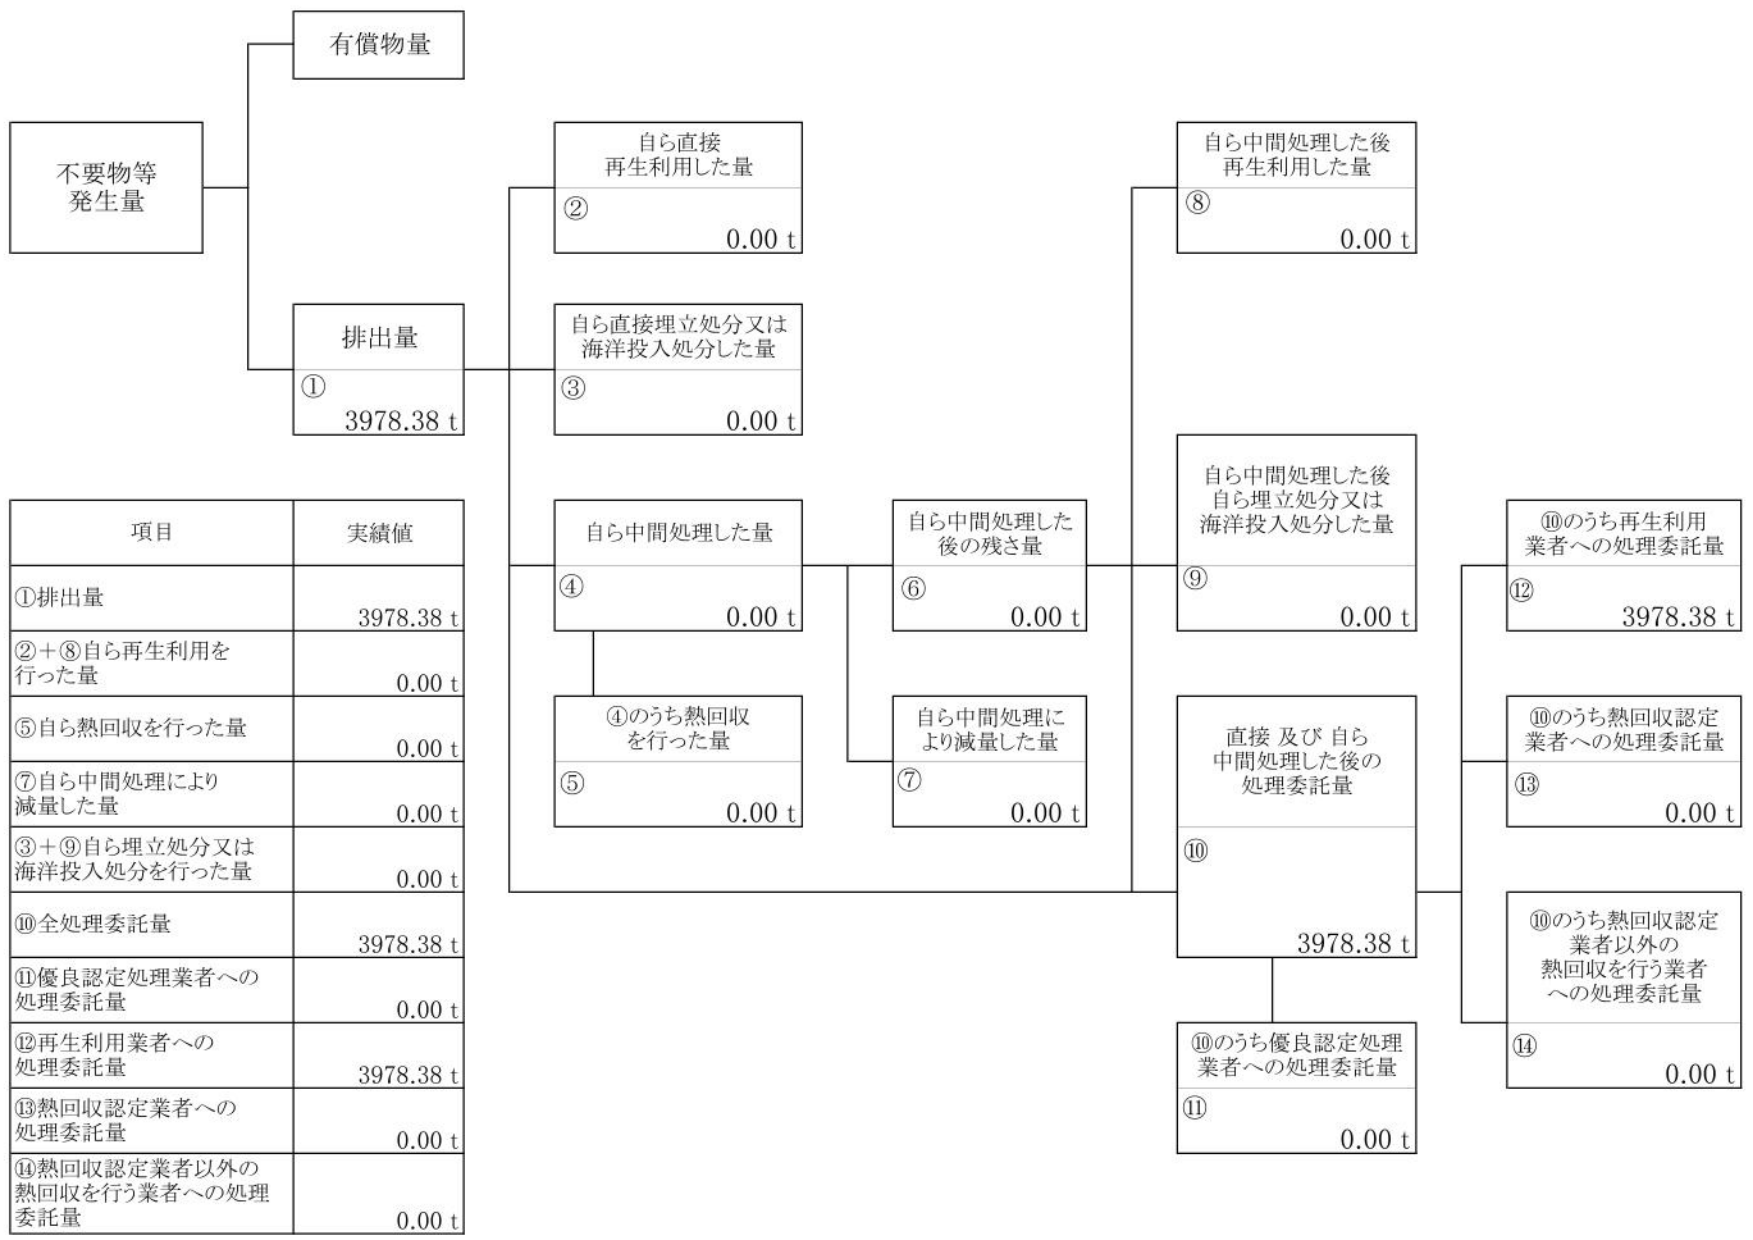 有償物量
不要物等
発生量
排出量
①
3978.38 t
自ら直接
再生利用した量
②
0.00 t
自ら直接埋立処分又は
海洋投入処分した量
③
0.00 t
自ら中間処理した量
④
0.00 t
④のうち熱回収
を行った量
⑤
0.00 t
自ら中間処理した
後の残さ量
⑥
0.00 t
自ら中間処理に
より減量した量
⑦
0.00 t
自ら中間処理した後
再生利用した量
⑧
0.00 t
自ら中間処理した後
自ら埋立処分又は
海洋投入処分した量
⑨
0.00 t
直接 及び 自ら
中間処理した後の
処理委託量
⑩
3978.38 t
⑩のうち優良認定処理
業者への処理委託量
⑪
0.00 t
⑩のうち再生利用
業者への処理委託量
⑫
3978.38 t
⑩のうち熱回収認定
業者への処理委託量
⑬
0.00 t
⑩のうち熱回収認定
業者以外の
熱回収を行う業者
への処理委託量
⑭
0.00 t
項目 実績値
①排出量
3978.38 t
②+⑧自ら再生利用を
行った量
0.00 t
⑤自ら熱回収を行った量
0.00 t
⑦自ら中間処理により
減量した量
0.00 t
③+⑨自ら埋立処分又は
海洋投入処分を行った量
0.00 t
⑩全処理委託量
3978.38 t
⑪優良認定処理業者への
処理委託量
0.00 t
⑫再生利用業者への
処理委託量
3978.38 t
⑬熱回収認定業者への
処理委託量
0.00 t
⑭熱回収認定業者以外の
熱回収を行う業者への処理
委託量
0.00 t